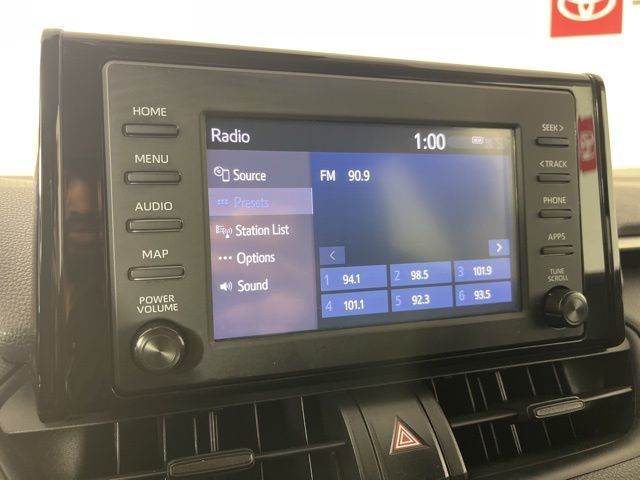 HOME
MENU
AUDIO
MAP
POWER
VOLUME
Radio
1:00
Source
Presets
Station List
Options
Sound
FM 90.9
<
>
1 94.1
2 98.5
3 101.9
4 101.1
5 92.3
6 93.5
SEEK >
< TRACK
PHONE
APPS
TUNE
SCROLL